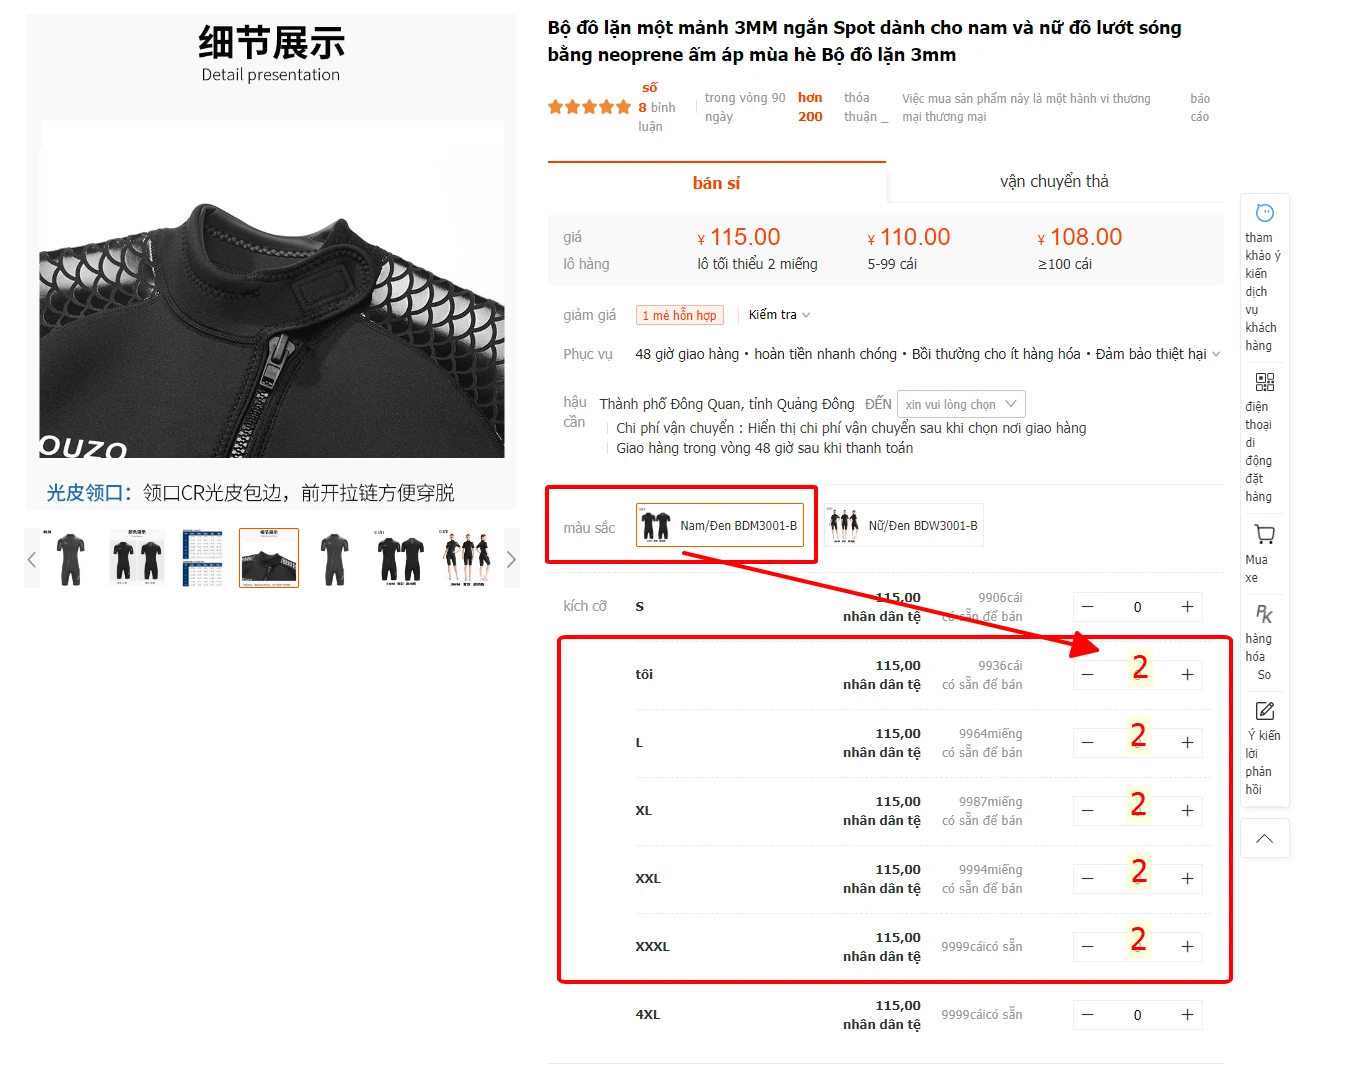 细节展示
Detail presentation
OUZO
光皮领口：领口CR光皮包边，前开拉链方便穿脱
Bộ đồ lặn một mảnh 3MM ngắn Spot dành cho nam và nữ đồ lướt sóng
bằng neoprene ấm áp mùa hè Bộ đồ lặn 3mm
số
8 bình
luận
trong vòng 90
ngày
hơn
200
thỏa
thuận _
Việc mua sản phẩm này là một hành vi thương
mại thương mại
báo
cáo
bán sỉ
vận chuyển thả
giá
¥ 115.00
¥ 110.00
¥ 108.00
lô hàng
lô tối thiểu 2 miếng
5-99 cái
≥100 cái
giảm giá
1 mẻ hỗn hợp
Kiểm tra
Phục vụ
48 giờ giao hàng • hoàn tiền nhanh chóng • Bồi thường cho ít hàng hóa • Đảm bảo thiệt hại
hậu
cần
Thành phố Đông Quan, tỉnh Quảng Đông
ĐẾN
xin vui lòng chọn
Chi phí vận chuyển : Hiển thị chi phí vận chuyển sau khi chọn nơi giao hàng
Giao hàng trong vòng 48 giờ sau khi thanh toán
màu sắc
Nam/Đen BDM3001-B
Nữ/Đen BDW3001-B
kích cỡ
S
115,00
nhân dân tệ
9906cái
có sẵn để bán
0
tôi
115,00
nhân dân tệ
9936cái
có sẵn để bán
2
L
115,00
nhân dân tệ
9964miếng
có sẵn để bán
2
XL
115,00
nhân dân tệ
9987miếng
có sẵn để bán
2
XXL
115,00
nhân dân tệ
9994miếng
có sẵn để bán
2
XXXL
115,00
nhân dân tệ
9999cáicó sẵn
2
4XL
115,00
nhân dân tệ
9999cáicó sẵn
0
tham
khảo ý
kiến
dịch
vụ
khách
hàng
điện
thoại
di
động
đặt
hàng
Mua
xe
hàng
hóa
So
Ý kiến
lời
phản
hồi